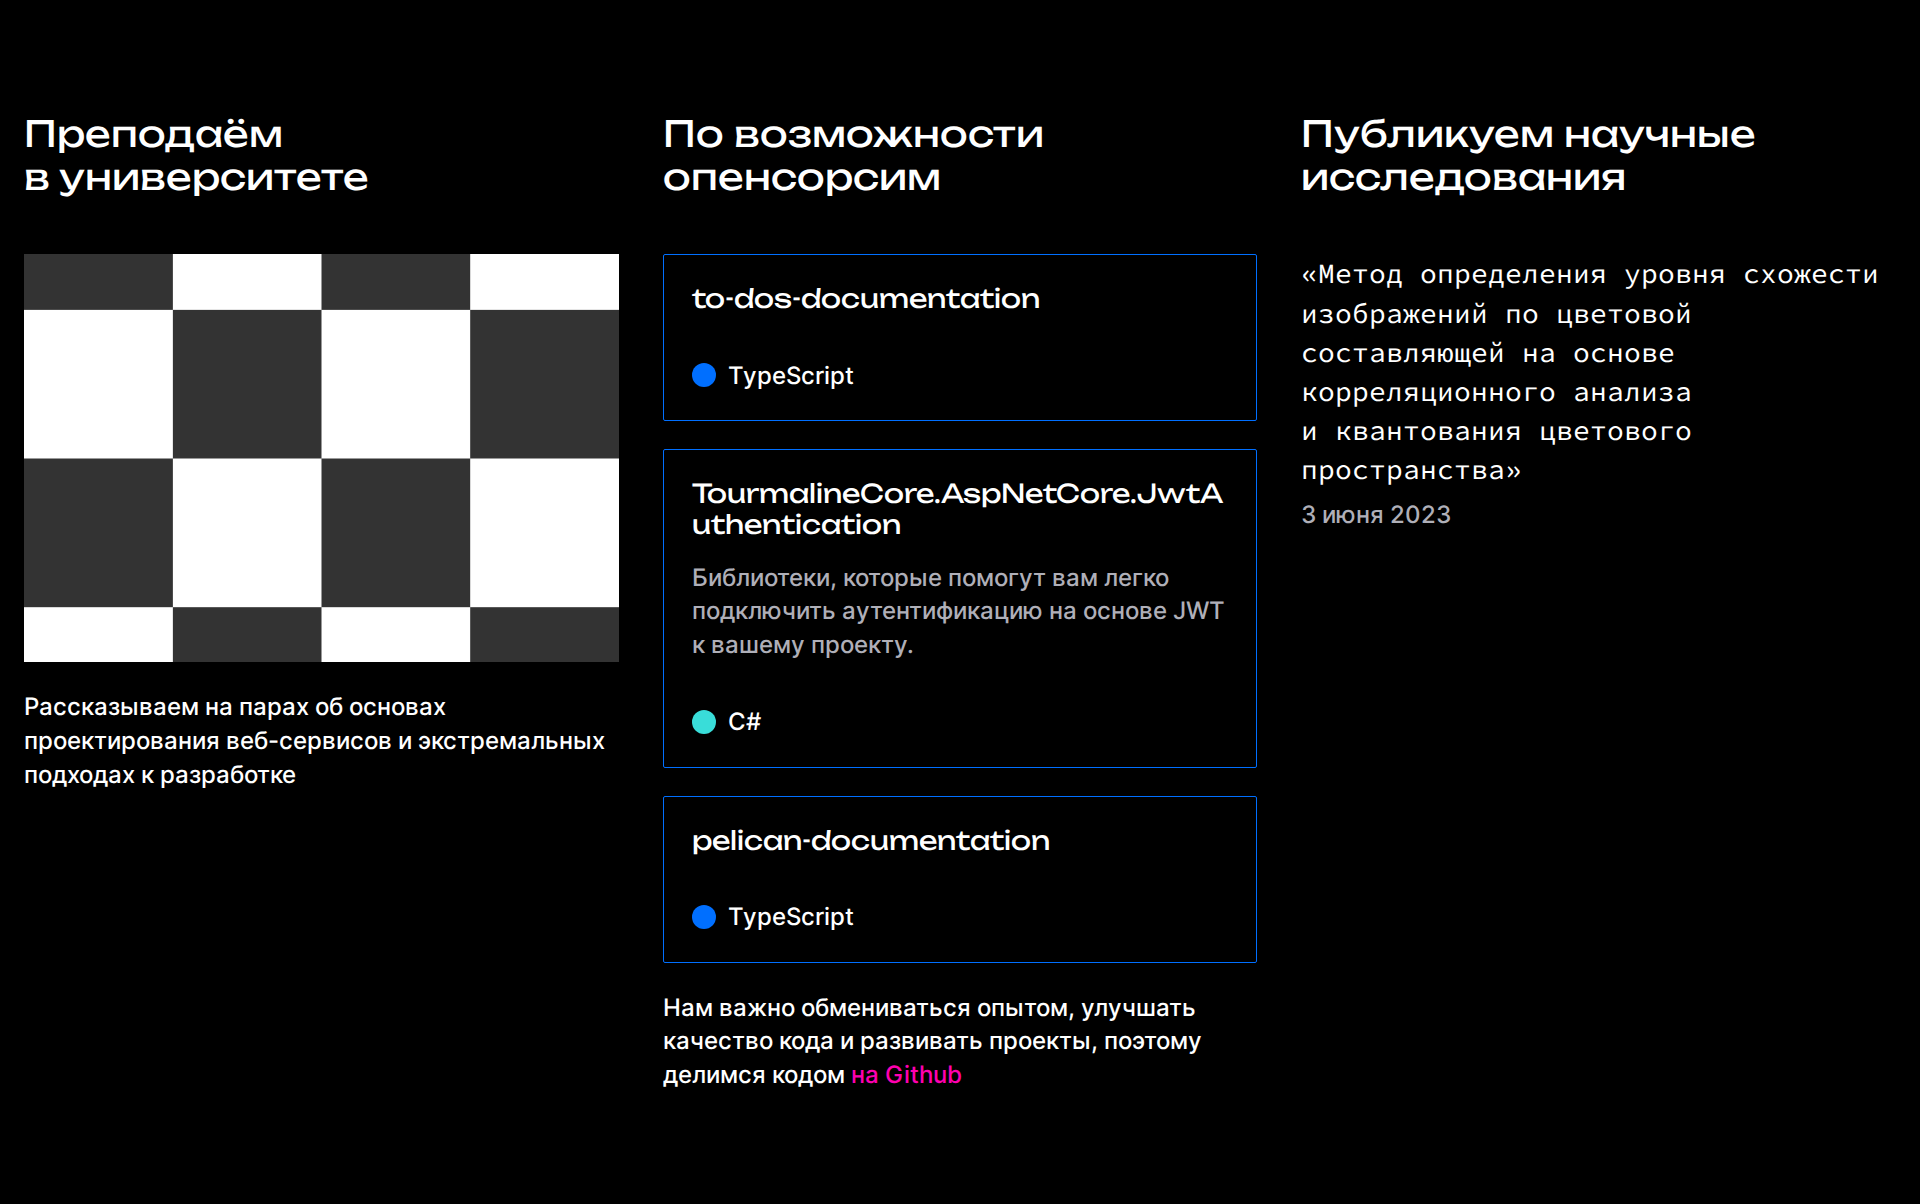 Преподаём
в университете
Рассказываем на парах об основах
проектирования веб-сервисов и экстремальных
подходах к разработке
По возможности
опенсорсим
to-dos-documentation
TypeScript
TourmalineCore.AspNetCore.JwtA
uthentication
Библиотеки, которые помогут вам легко
подключить аутентификацию на основе JWT
к вашему проекту.
C#
pelican-documentation
TypeScript
Нам важно обмениваться опытом, улучшать
качество кода и развивать проекты, поэтому
делимся кодом на Github
Публикуем научные
исследования
«Метод определения уровня схожести
изображений по цветовой
составляющей на основе
корреляционного анализа
и квантования цветового
пространства»
3 июня 2023